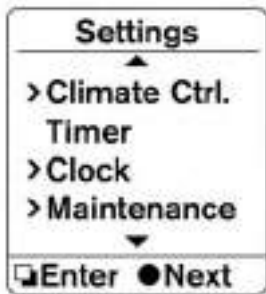 Settings
>Climate Ctrl.
Timer
>Clock
>Maintenance
Enter ●Next